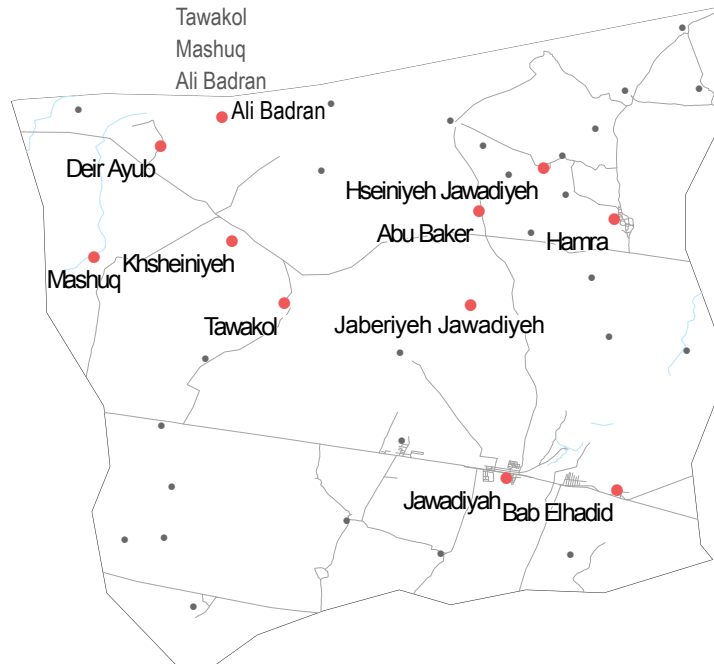 Tawakol
Mashuq
Ali Badran
Ali Badran
Deir Ayub
Hseiniyeh Jawadiyeh
Abu Baker
Hamra
Khsheiniyeh
Mashuq
Tawakol
Jaberiyeh Jawadiyeh
Jawadiyah
Bab Elhadid